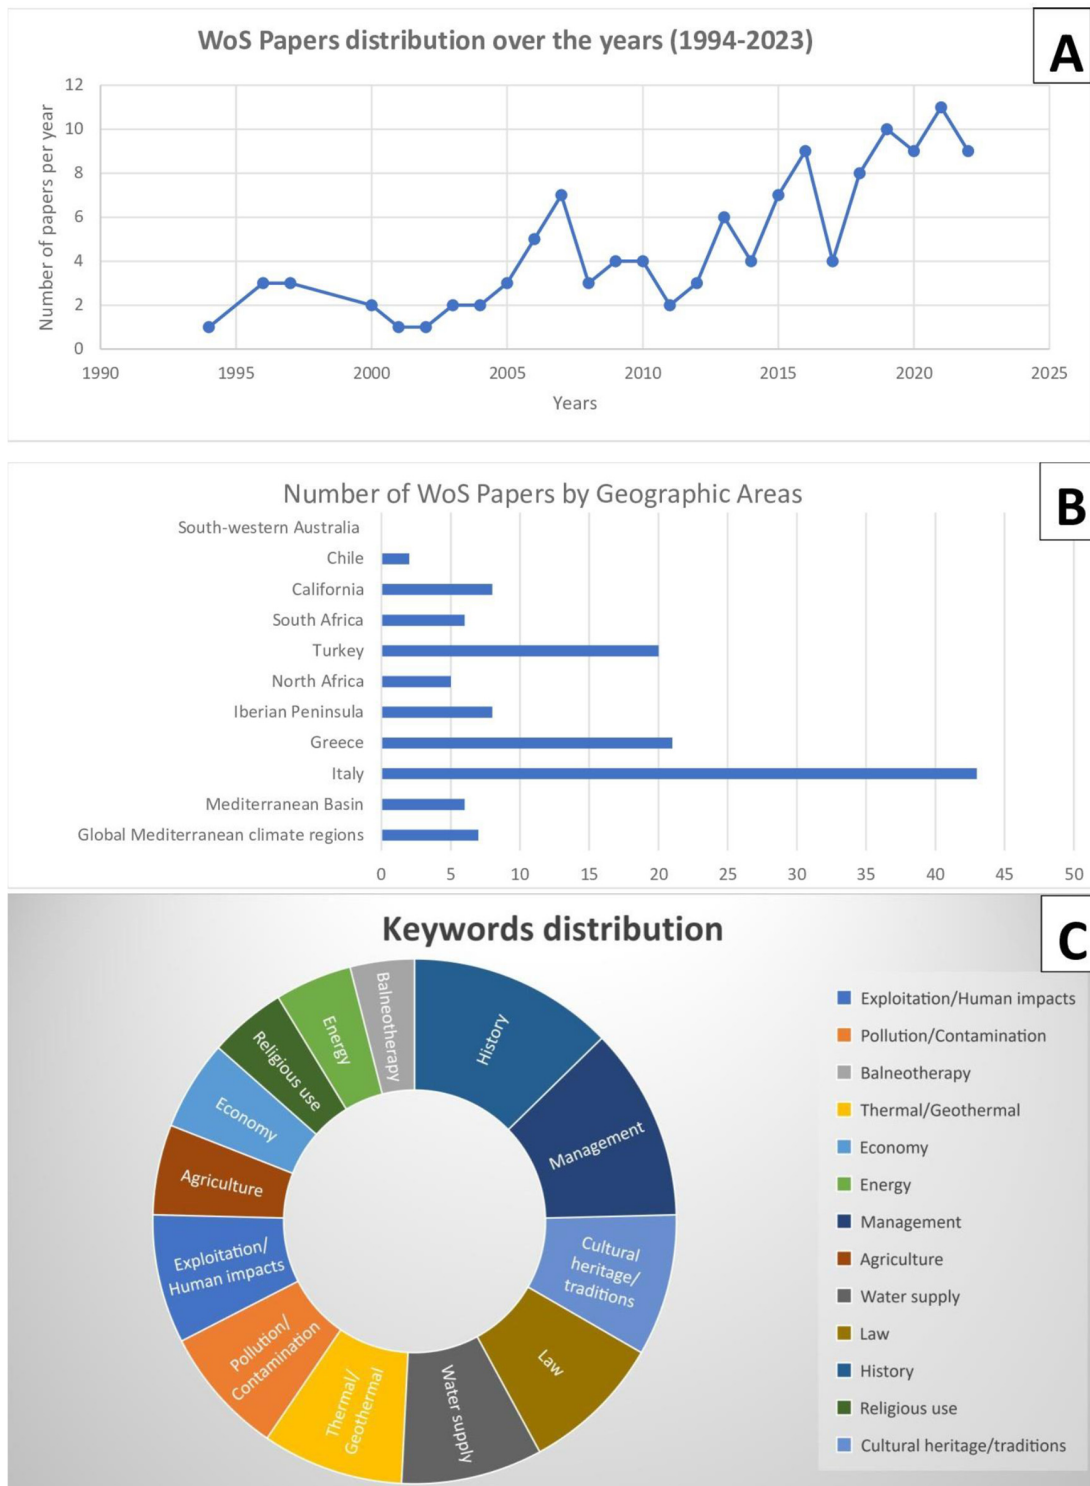 WoS Papers distribution over the years (1994-2023)
A
Number of papers per year
12
10
8
6
4
2
0
1990
1995
2000
2005
2010
2015
2020
2025
Years
Number of WoS Papers by Geographic Areas
B
South-western Australia
Chile
California
South Africa
Turkey
North Africa
Iberian Peninsula
Greece
Italy
Mediterranean Basin
Global Mediterranean climate regions
0
5
10
15
20
25
30
35
40
45
50
Keywords distribution
C
History
Management
Cultural
heritage/
traditions
Law
Water supply
Thermal/
Geothermal
Pollution/
Contamination
Exploitation/
Human impacts
Agriculture
Economy
Religious use
Energy
Balneotherapy
Exploitation/Human impacts
Pollution/Contamination
Balneotherapy
Thermal/Geothermal
Economy
Energy
Management
Agriculture
Water supply
Law
History
Religious use
Cultural heritage/traditions